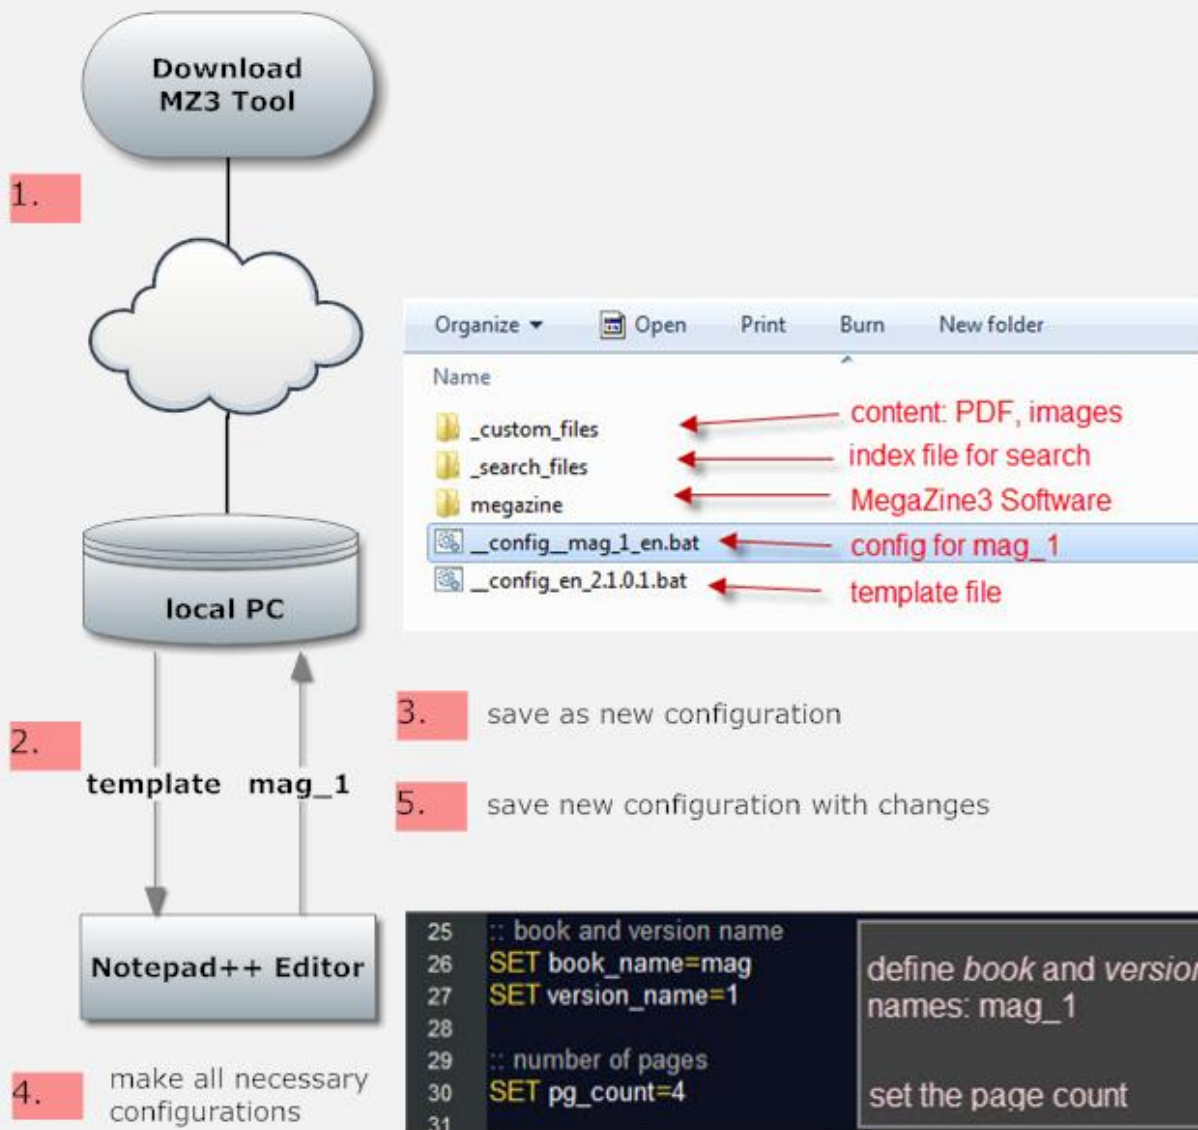 Download
MZ3 Tool
1.
Organize
Open
Print
Burn
New folder
Name
_custom_files
content: PDF, images
_search_files
index file for search
megazine
MegaZine3 Software
__config__mag_1_en.bat
config for mag_1
__config_en_2.1.0.1.bat
template file
local PC
2.
template
mag_1
3.
save as new configuration
5.
save new configuration with changes
Notepad++ Editor
4.
make all necessary
configurations
25 :: book and version name
26 SET book_name=mag
27 SET version_name=1
28
29 :: number of pages
30 SET pg_count=4
31
define book and version
names: mag_1
set the page count